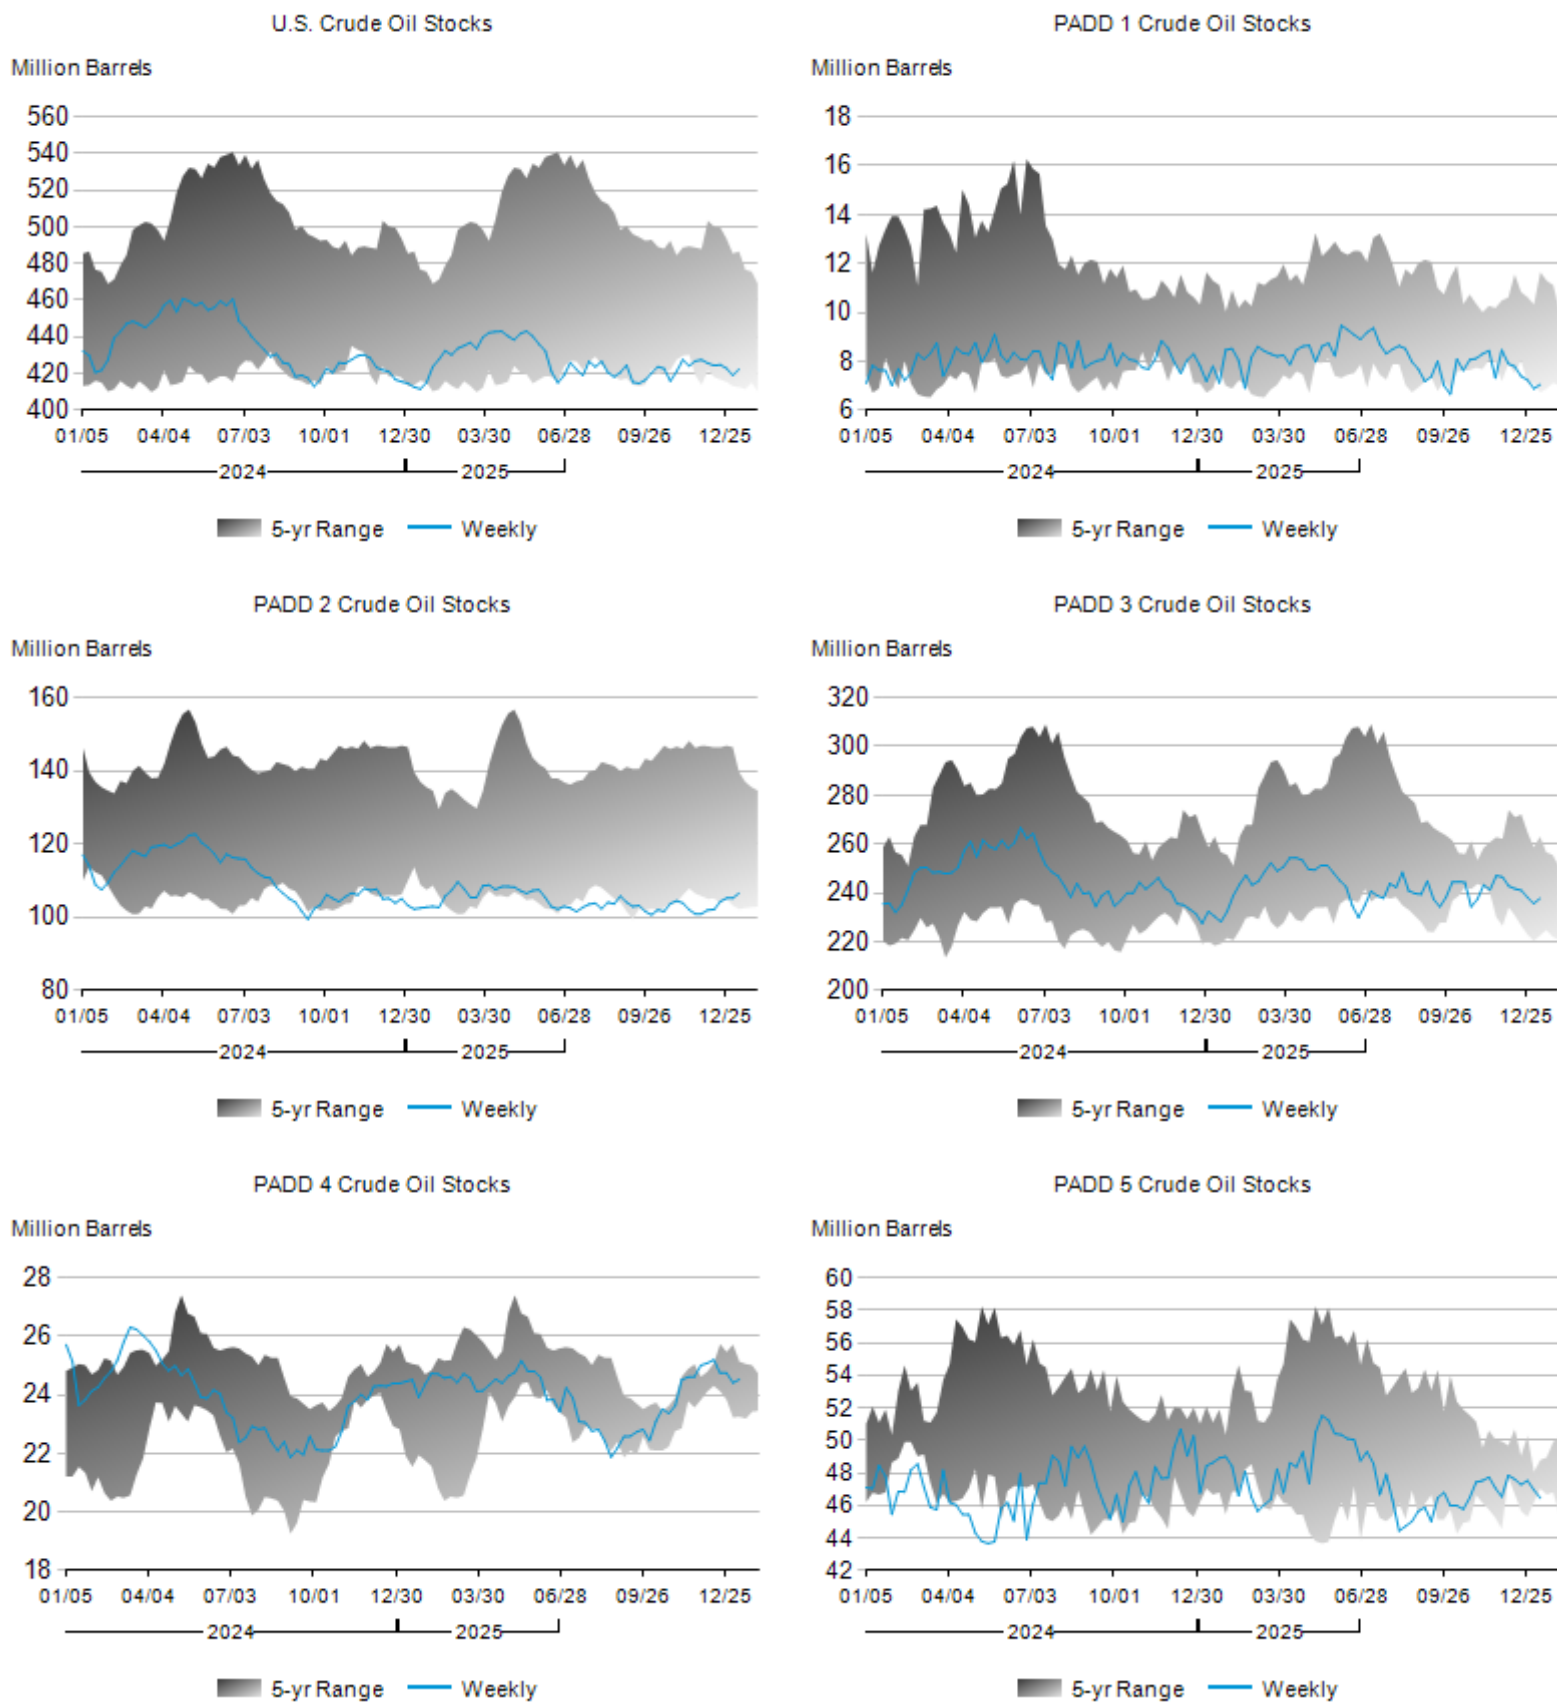 U.S. Crude Oil Stocks
Million Barrels
560
540
520
500
480
460
440
420
400
01/05 04/04 07/03 10/01 12/30 03/30 06/28 09/26 12/25
2024 2025
5-yr Range Weekly
PADD 1 Crude Oil Stocks
Million Barrels
18
16
14
12
10
8
6
01/05 04/04 07/03 10/01 12/30 03/30 06/28 09/26 12/25
2024 2025
5-yr Range Weekly
PADD 2 Crude Oil Stocks
Million Barrels
160
140
120
100
80
01/05 04/04 07/03 10/01 12/30 03/30 06/28 09/26 12/25
2024 2025
5-yr Range Weekly
PADD 3 Crude Oil Stocks
Million Barrels
320
300
280
260
240
220
200
01/05 04/04 07/03 10/01 12/30 03/30 06/28 09/26 12/25
2024 2025
5-yr Range Weekly
PADD 4 Crude Oil Stocks
Million Barrels
28
26
24
22
20
18
01/05 04/04 07/03 10/01 12/30 03/30 06/28 09/26 12/25
2024 2025
5-yr Range Weekly
PADD 5 Crude Oil Stocks
Million Barrels
60
58
56
54
52
50
48
46
44
42
01/05 04/04 07/03 10/01 12/30 03/30 06/28 09/26 12/25
2024 2025
5-yr Range Weekly